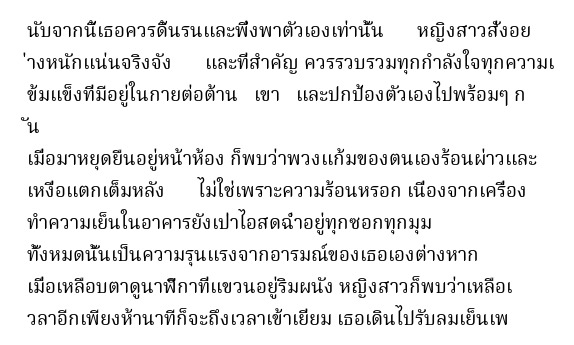 นับจากนี้เธอควรดิ้นรนและพึ่งพาตัวเองเท่านั้น หญิงสาวสั่งอย
่างหนักแน่นจริงจัง และที่สำคัญ ควรรวบรวมทุกกำลังใจทุกความเ
ข้มแข็งที่มีอยู่ในกายต่อต้าน เขา และปกป้องตัวเองไปพร้อมๆ ก
ัน
เมื่อมาหยุดยืนอยู่หน้าห้อง ก็พบว่าพวงแก้มของตนเองร้อนผ่าวและ
เหงื่อแตกเต็มหลัง ไม่ใช่เพราะความร้อนหรอก เนื่องจากเครื่อง
ทำความเย็นในอาคารยังเปาไอสดฉ่ำอยู่ทุกซอกทุกมุม
ทั้งหมดนั้นเป็นความรุนแรงจากอารมณ์ของเธอเองต่างหาก
เมื่อเหลือบตาดูนาฬิกาที่แขวนอยู่ริมผนัง หญิงสาวก็พบว่าเหลือเ
วลาอีกเพียงห้านาทีก็จะถึงเวลาเข้าเยี่ยม เธอเดินไปรับลมเย็นเพ